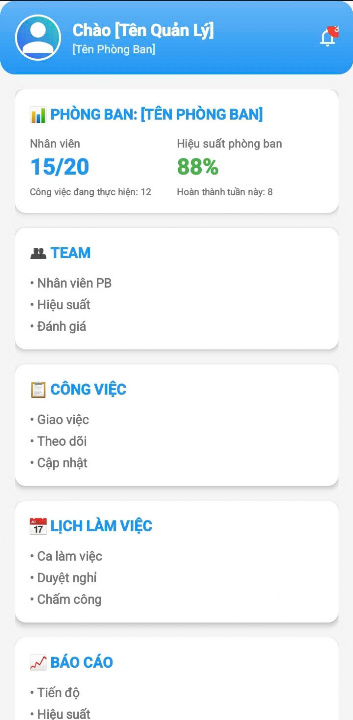 Chào [Tên Quản Lý]
[Tên Phòng Ban]
PHÒNG BAN: [TÊN PHÒNG BAN]
Nhân viên
15/20
Công việc đang thực hiện: 12
Hiệu suất phòng ban
88%
Hoàn thành tuần này: 8
TEAM
• Nhân viên PB
• Hiệu suất
• Đánh giá
CÔNG VIỆC
• Giao việc
• Theo dõi
• Cập nhật
17
LỊCH LÀM VIỆC
• Ca làm việc
• Duyệt nghỉ
• Chấm công
BÁO CÁO
• Tiến độ
• Hiệu suất